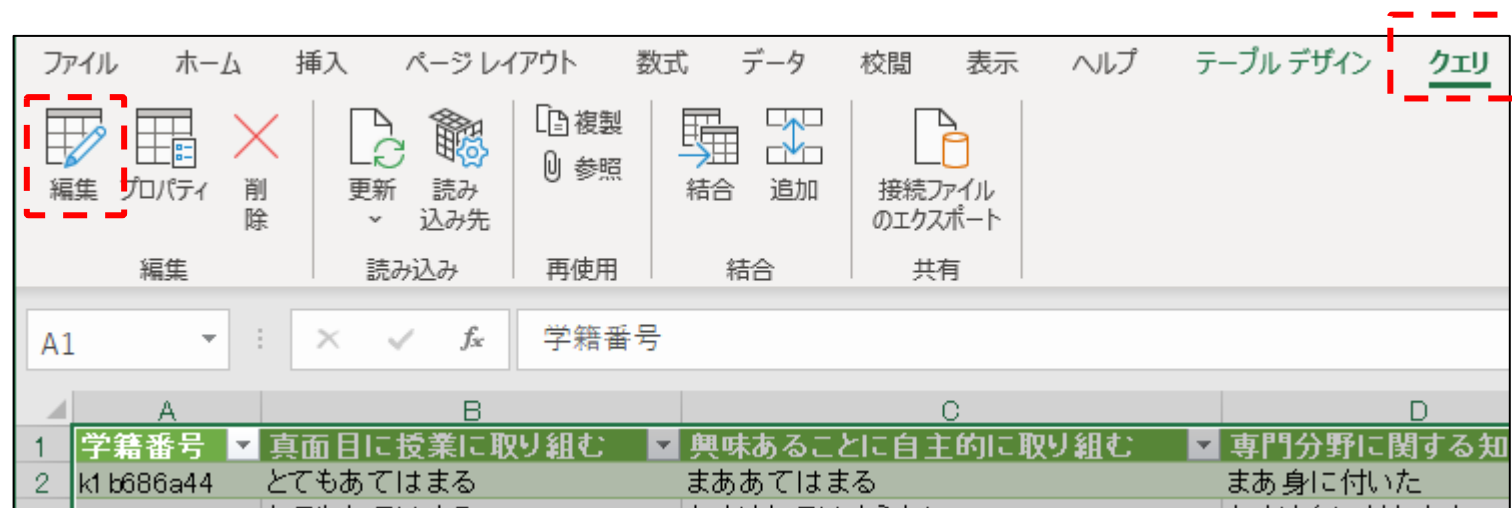 ファイル ホーム 挿入 ページ レイアウト 数式 データ 校閲 表示 ヘルプ テーブル デザイン クエリ
編集 プロパティ 削除 更新 読み込み先 複製 参照 結合 追加 接続ファイルのエクスポート
編集 読み込み 再使用 結合 共有
A1 fx 学籍番号
A B C D
1 学籍番号 真面目に授業に取り組む 興味あることに自主的に取り組む 専門分野に関する知
2 k1b686a44 とてもあてはまる まああてはまる まあ身に付いた